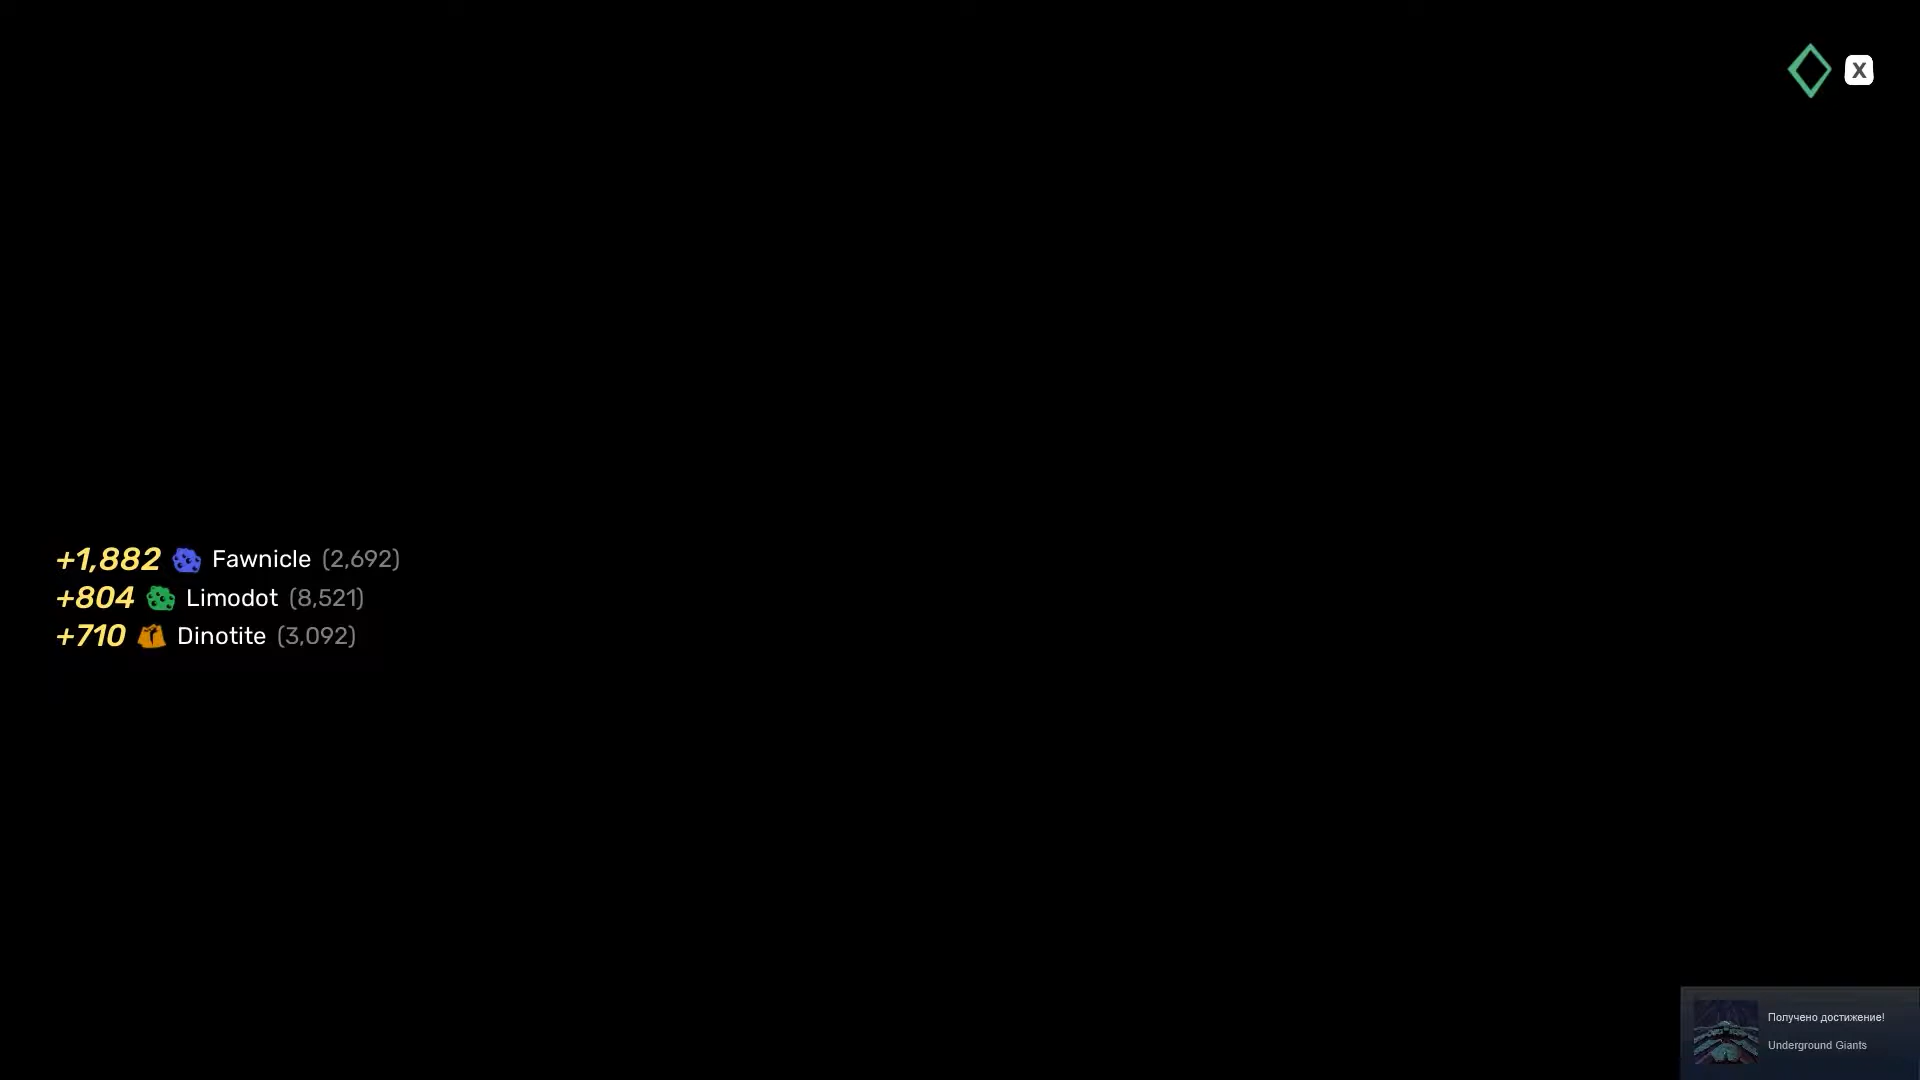 X
+1,882 Fawnicle (2,692)
+804 Limodot (8,521)
+710 Dinotite (3,092)
Получено достижение!
Underground Giants